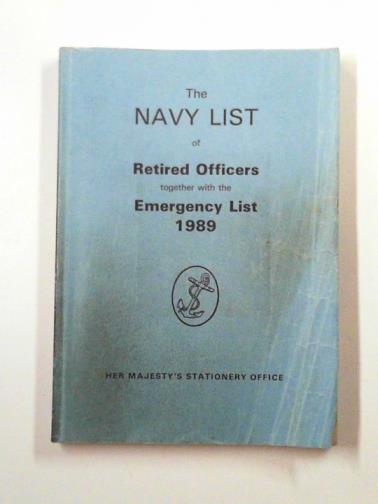 The
NAVY LIST
of
Retired Officers
together with the
Emergency List
1989
HER MAJESTY'S STATIONERY OFFICE